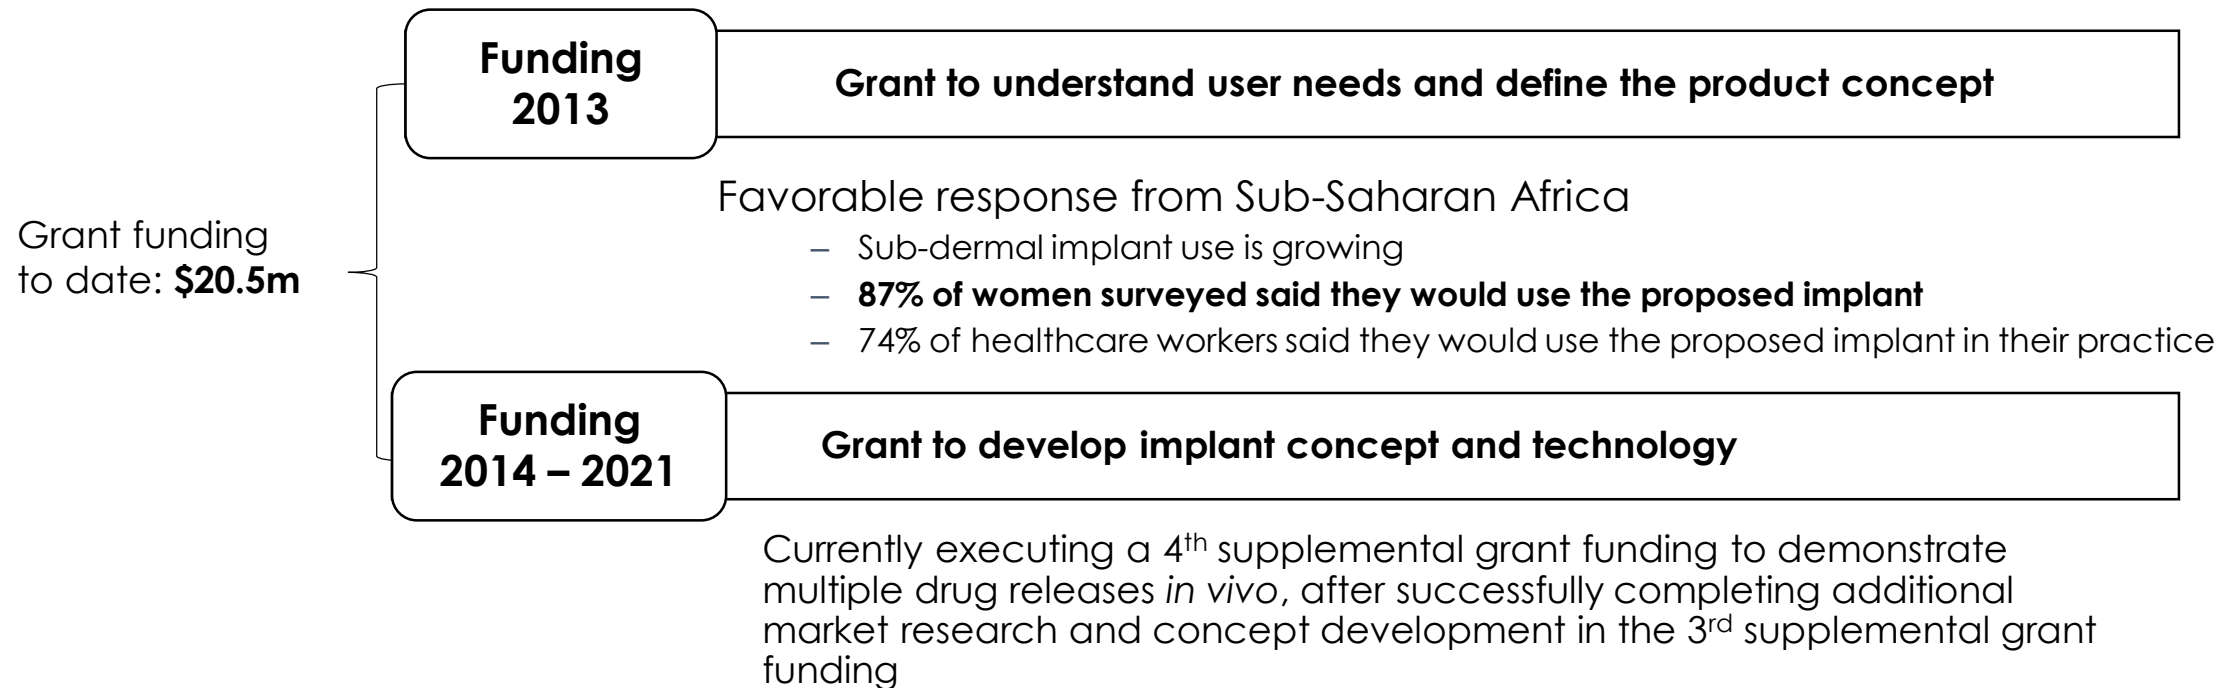 Funding
2013
Grant to understand user needs and define the product concept
Grant funding
to date: $20.5m
Favorable response from Sub-Saharan Africa
– Sub-dermal implant use is growing
– 87% of women surveyed said they would use the proposed implant
– 74% of healthcare workers said they would use the proposed implant in their practice
Funding
2014 – 2021
Grant to develop implant concept and technology
Currently executing a 4th supplemental grant funding to demonstrate
multiple drug releases in vivo, after successfully completing additional
market research and concept development in the 3rd supplemental grant
funding